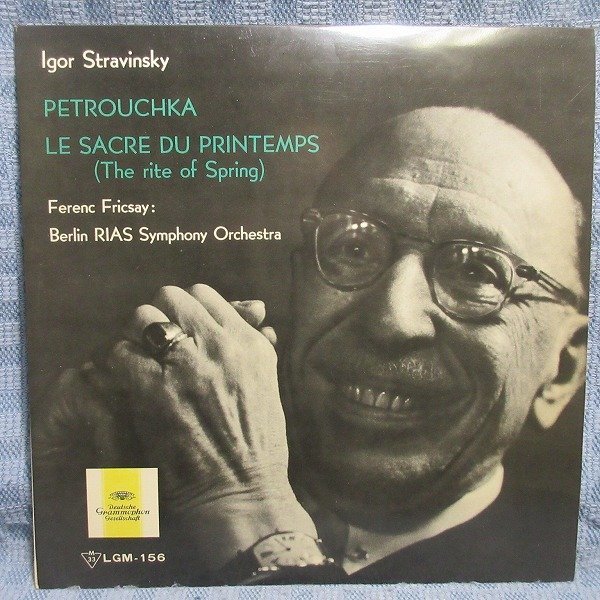 Igor Stravinsky
PETROUCHKA
LE SACRE DU PRINTEMPS
(The rite of Spring)
Ferenc Fricsay:
Berlin RIAS Symphony Orchestra
Deutsche
Grammophon
Gesellschaft
M
33
LGM-156